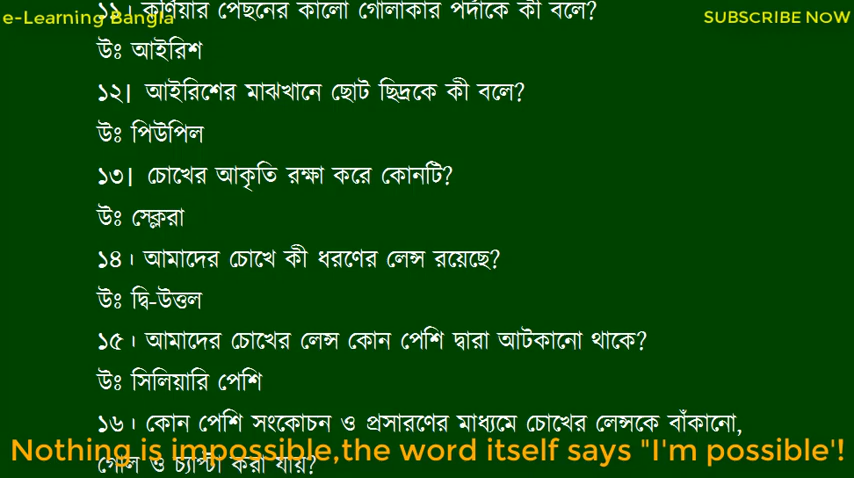 ১১। কর্ণিয়ার পেছনের কালো গোলাকার পর্দাকে কী বলে?
e-Learning Bangla
SUBSCRIBE NOW
উঃ আইরিশ
১২| আইরিশের মাঝখানে ছোট ছিদ্রকে কী বলে?
উঃ পিউপিল
১৩| চোখের আকৃতি রক্ষা করে কোনটি?
উঃ স্ক্লেরা
১৪। আমাদের চোখে কী ধরণের লেন্স রয়েছে?
উঃ দ্বি-উত্তল
১৫। আমাদের চোখের লেন্স কোন পেশি দ্বারা আটকানো থাকে?
উঃ সিলিয়ারি পেশি
১৬। কোন পেশি সংকোচন ও প্রসারণের মাধ্যমে চোখের লেন্সকে বাঁকানো,
Nothing is impossible,the word itself says "I'm possible'!
গোল ও চ্যাপ্টা করা যায়?